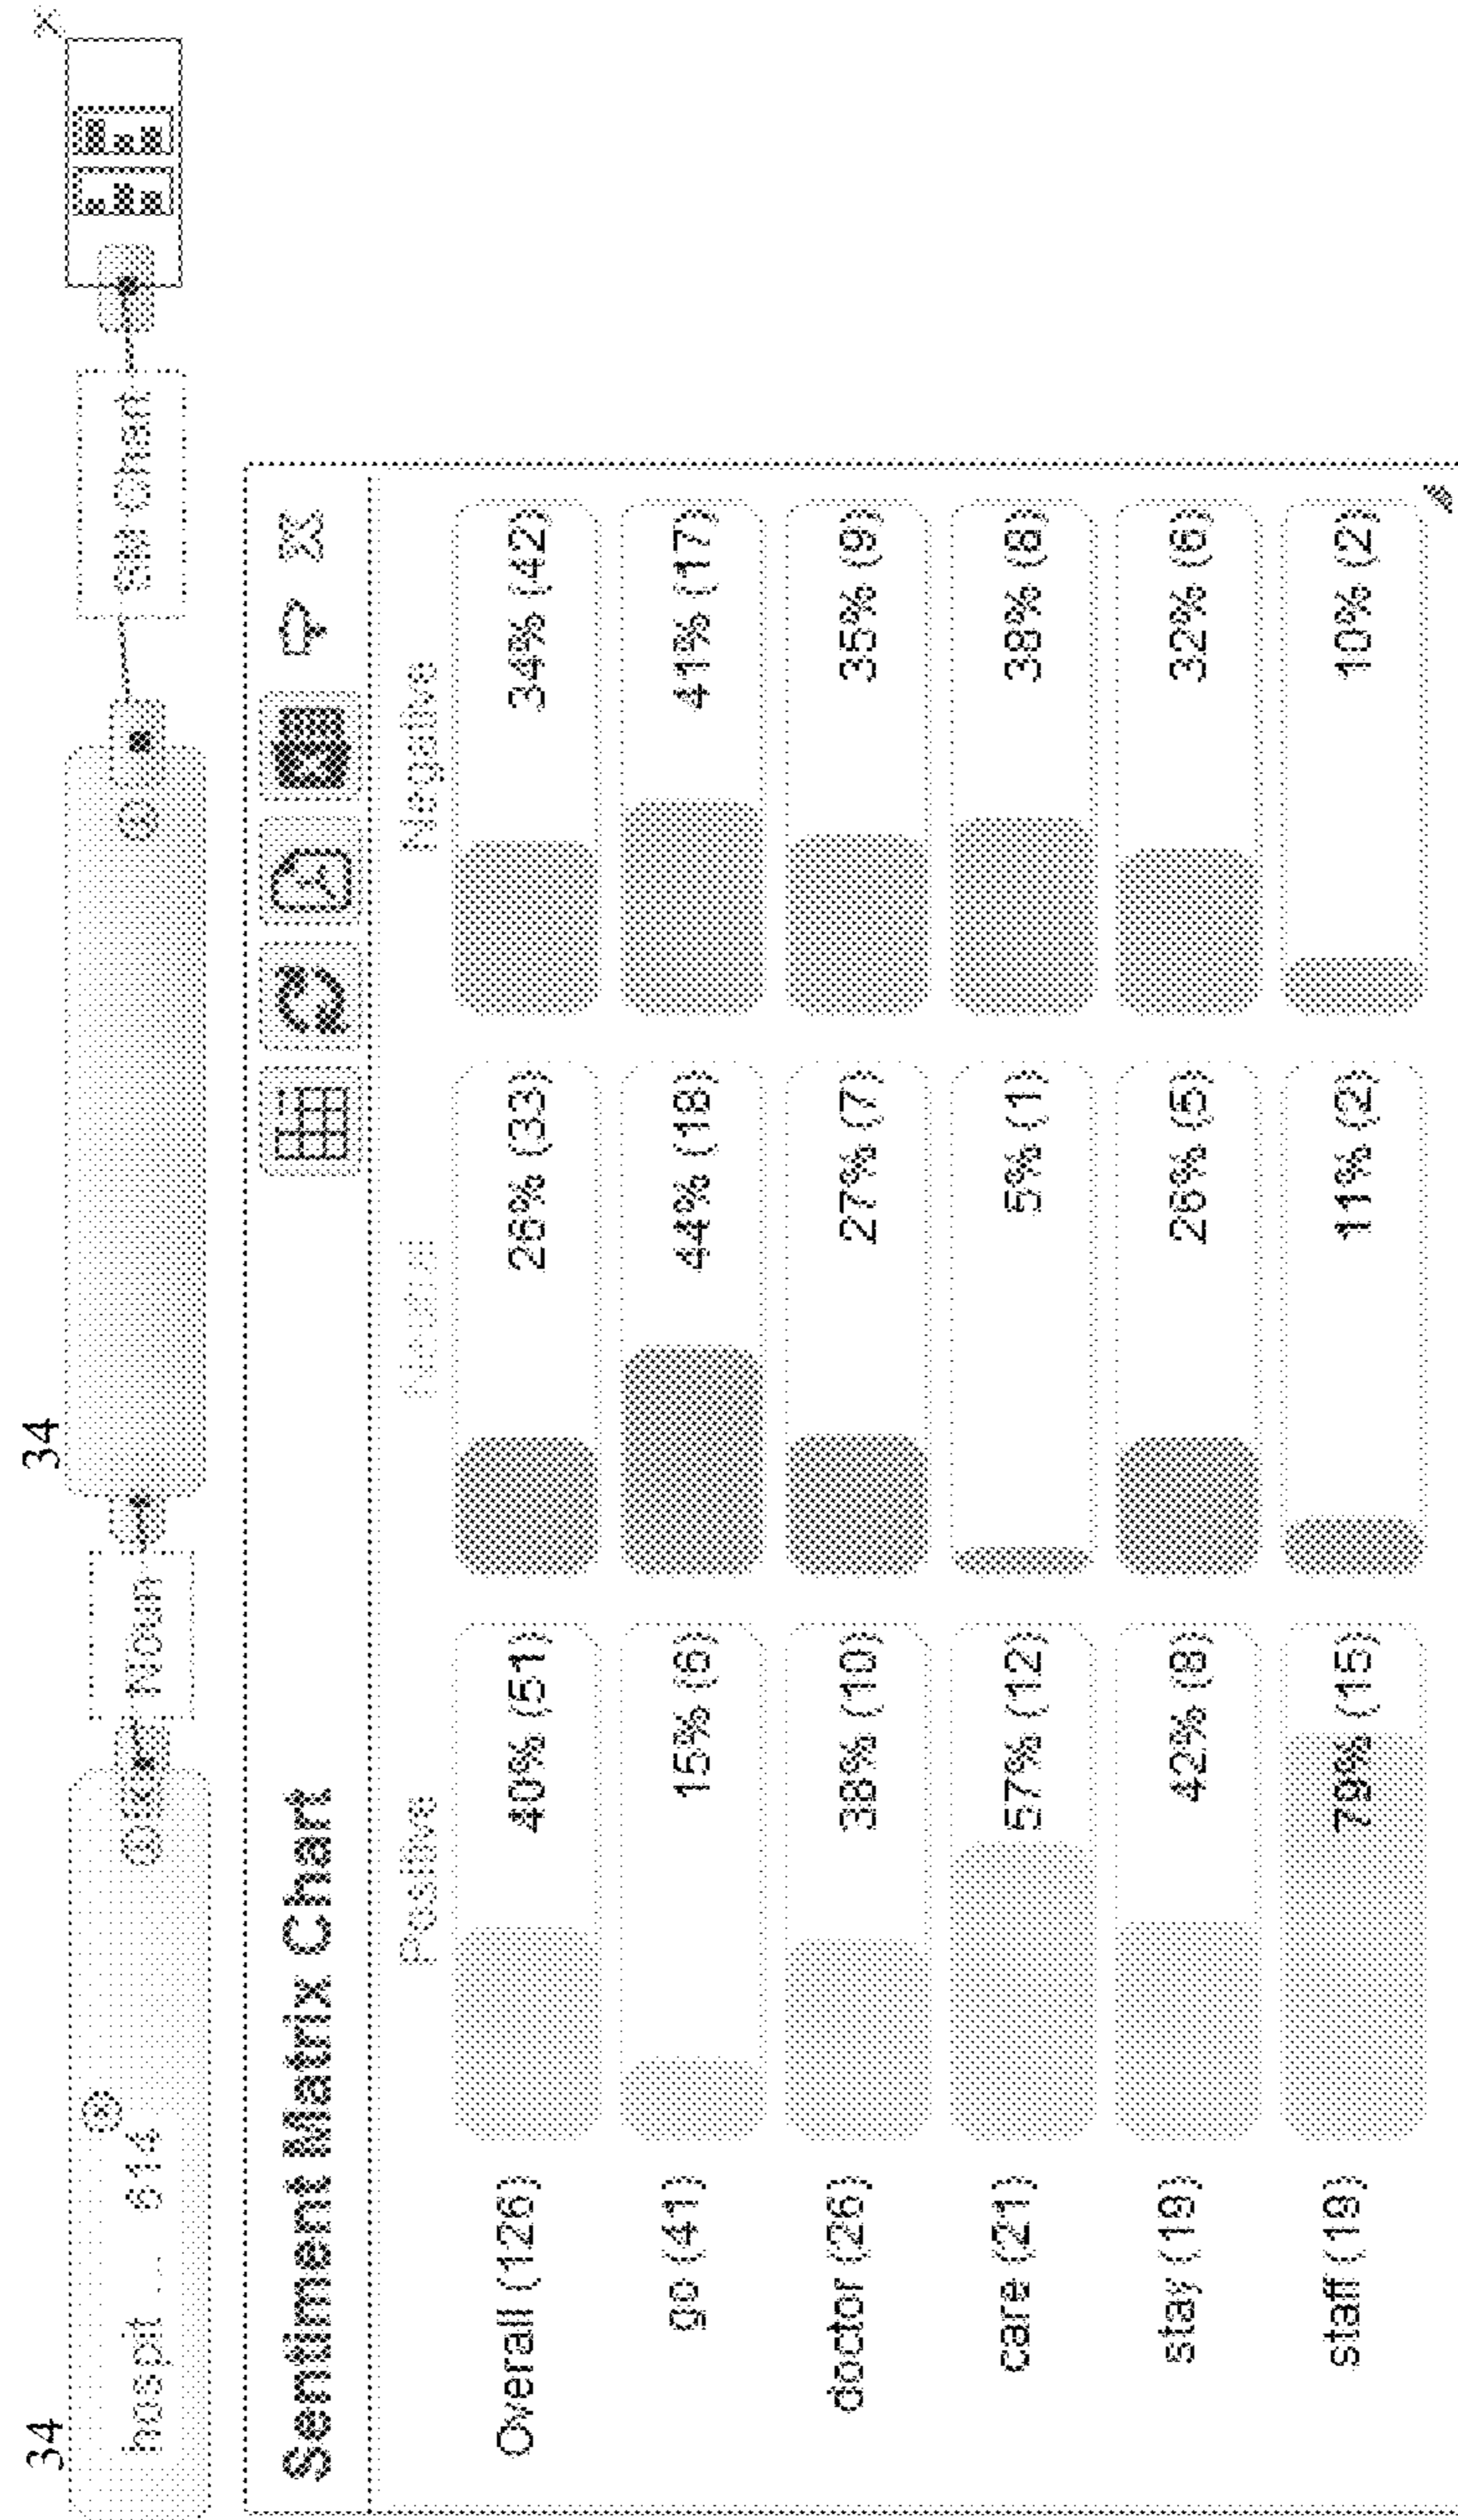 34 34
hospit ... 614 Noun SM Chart
Sentiment Matrix Chart
Positive Neutral Negative
Overall (126) 40% (51) 26% (33) 34% (42)
go (41) 15% (6) 44% (18) 41% (17)
doctor (26) 38% (10) 27% (7) 35% (9)
care (21) 57% (12) 5% (1) 38% (8)
stay (19) 42% (8) 26% (5) 32% (6)
staff (19) 79% (15) 11% (2) 10% (2)